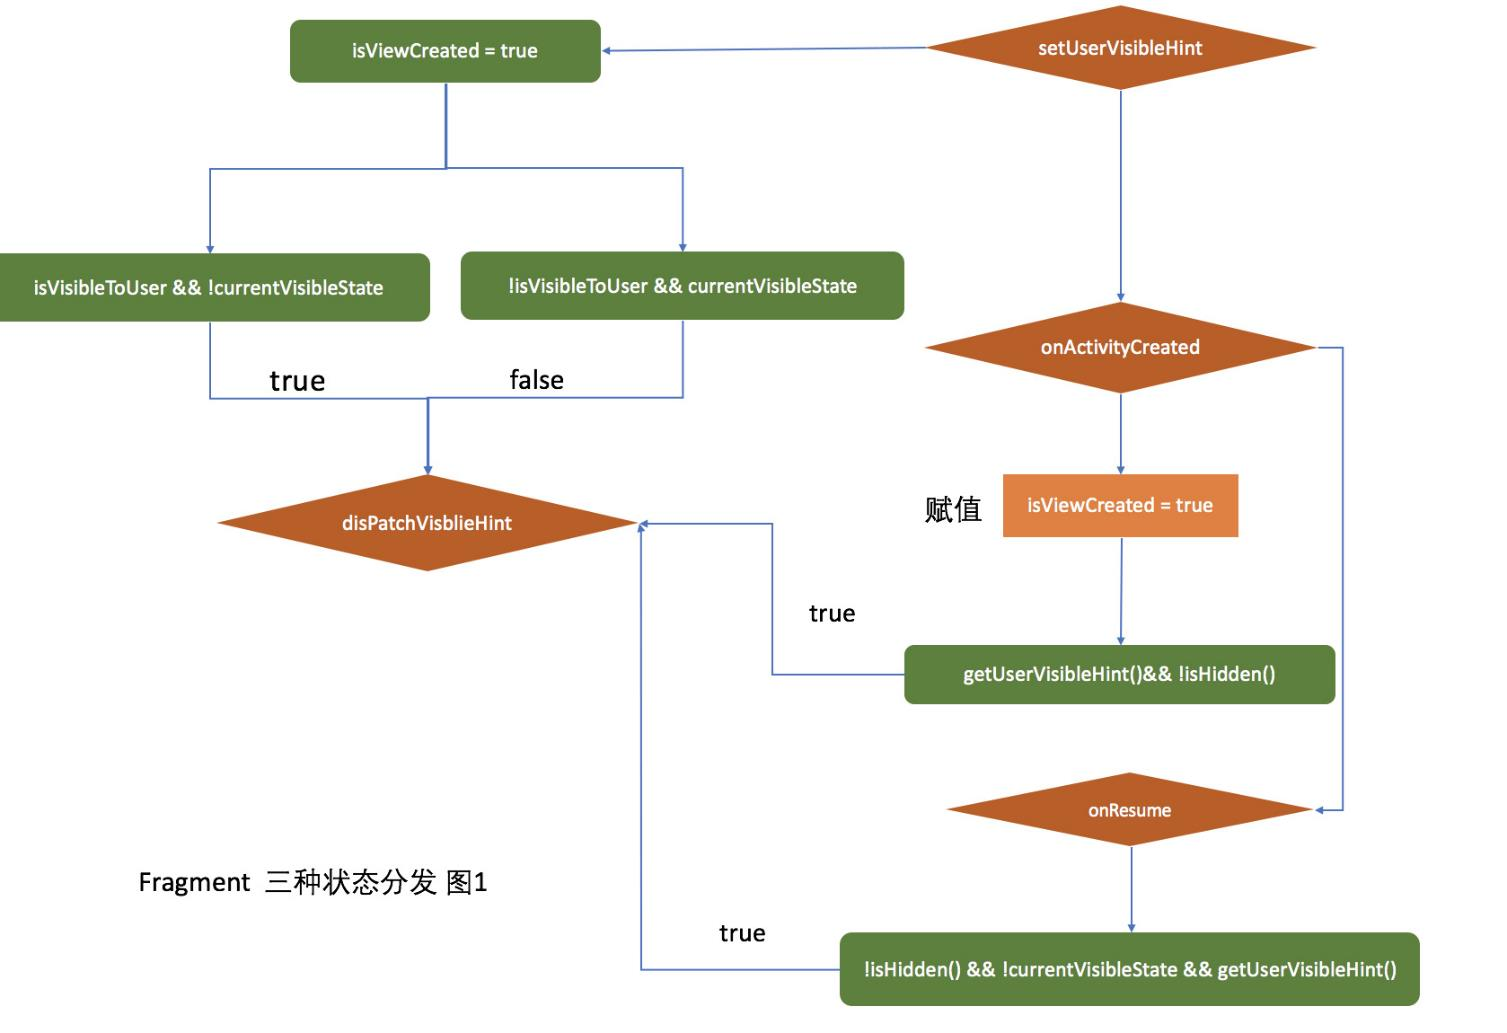 isViewCreated = true
setUserVisibleHint
isVisibleToUser && !currentVisibleState
!isVisibleToUser && currentVisibleState
onActivityCreated
true
false
disPatchVisblieHint
赋值
isViewCreated = true
true
getUserVisibleHint()&& !isHidden()
onResume
Fragment 三种状态分发 图1
true
!isHidden() && !currentVisibleState && getUserVisibleHint()